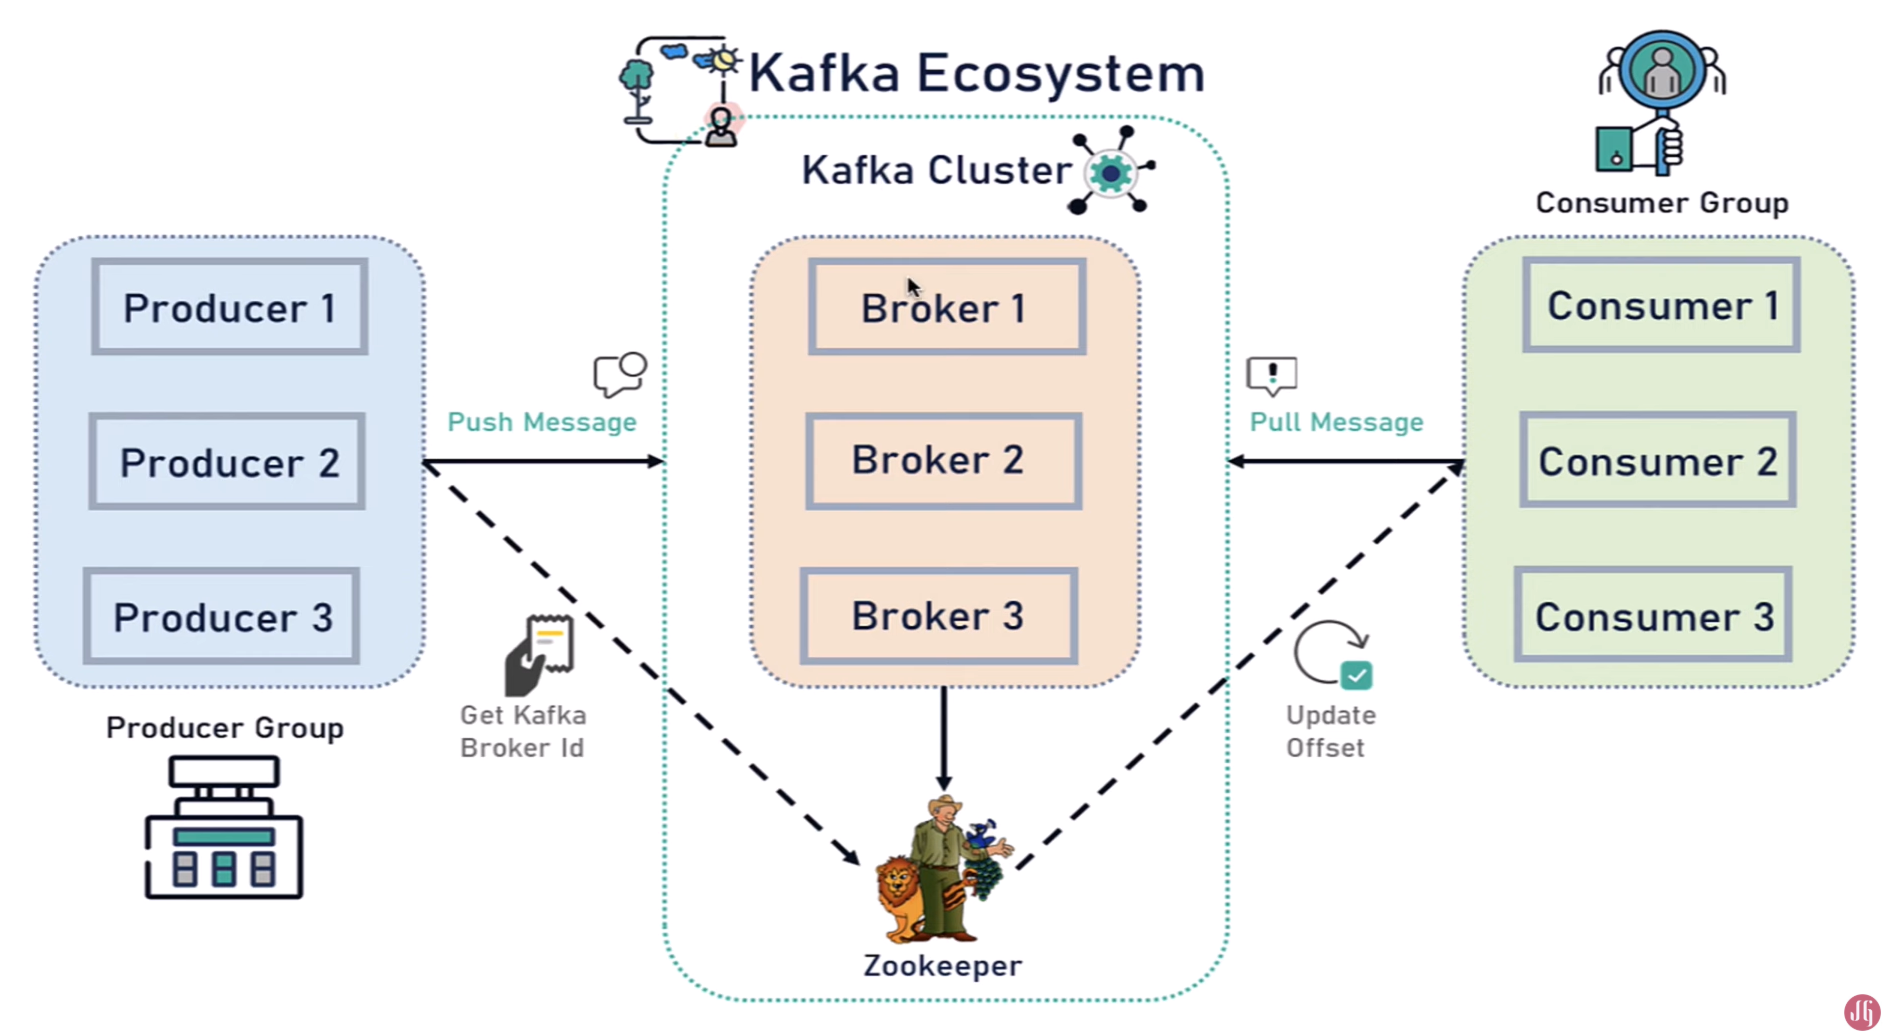 Kafka Ecosystem
Kafka Cluster
Consumer Group
Producer 1
Producer 2
Producer 3
Producer Group
Push Message
Get Kafka
Broker Id
Broker 1
Broker 2
Broker 3
Zookeeper
Pull Message
Update
Offset
Consumer 1
Consumer 2
Consumer 3